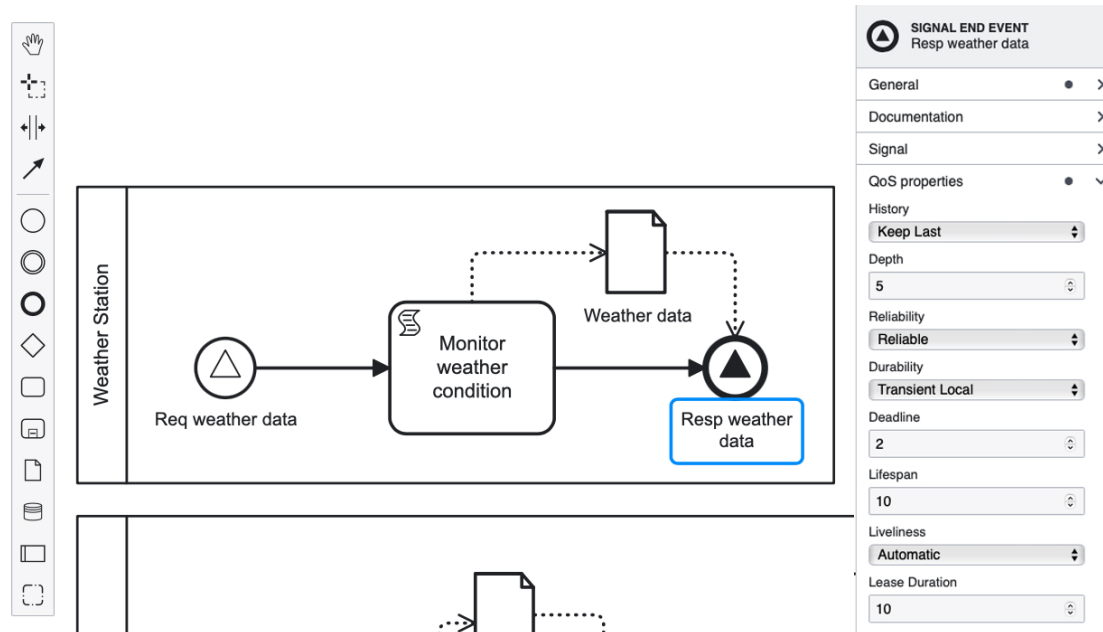 SIGNAL END EVENT
Resp weather data
General
Documentation
Signal
QoS properties
History
Keep Last
Depth
5
Reliability
Reliable
Durability
Transient Local
Deadline
2
Lifespan
10
Liveliness
Automatic
Lease Duration
10
Weather Station
Req weather data
Monitor
weather
condition
Weather data
Resp weather
data